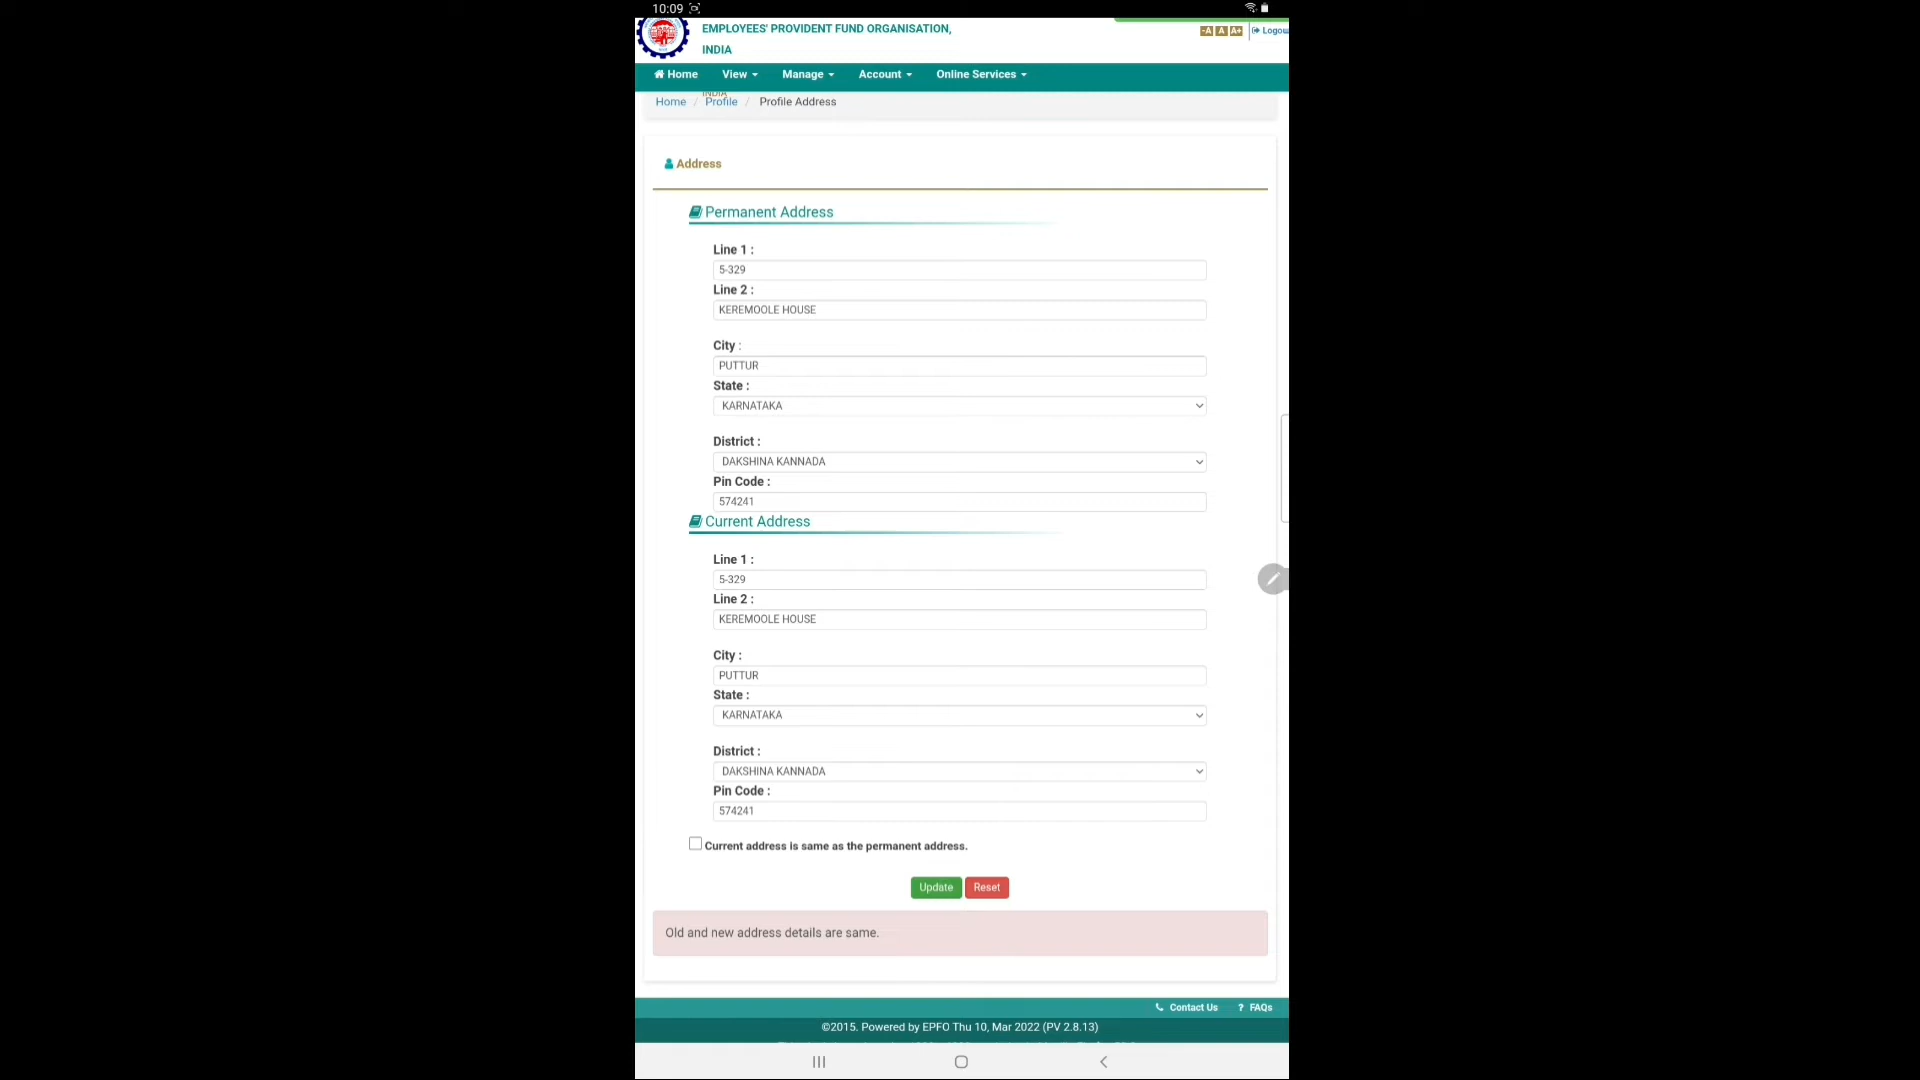 10:09
EMPLOYEES' PROVIDENT FUND ORGANISATION,
INDIA
-A A A+ Logou
Home View Manage Account Online Services
INDIA
Home / Profile / Profile Address
Address
Permanent Address
Line 1 :
5-329
Line 2 :
KEREMOOLE HOUSE
City :
PUTTUR
State :
KARNATAKA
District :
DAKSHINA KANNADA
Pin Code :
574241
Current Address
Line 1 :
5-329
Line 2 :
KEREMOOLE HOUSE
City :
PUTTUR
State :
KARNATAKA
District :
DAKSHINA KANNADA
Pin Code :
574241
Current address is same as the permanent address.
Update Reset
Old and new address details are same.
Contact Us ? FAQs
©2015. Powered by EPFO Thu 10, Mar 2022 (PV 2.8.13)